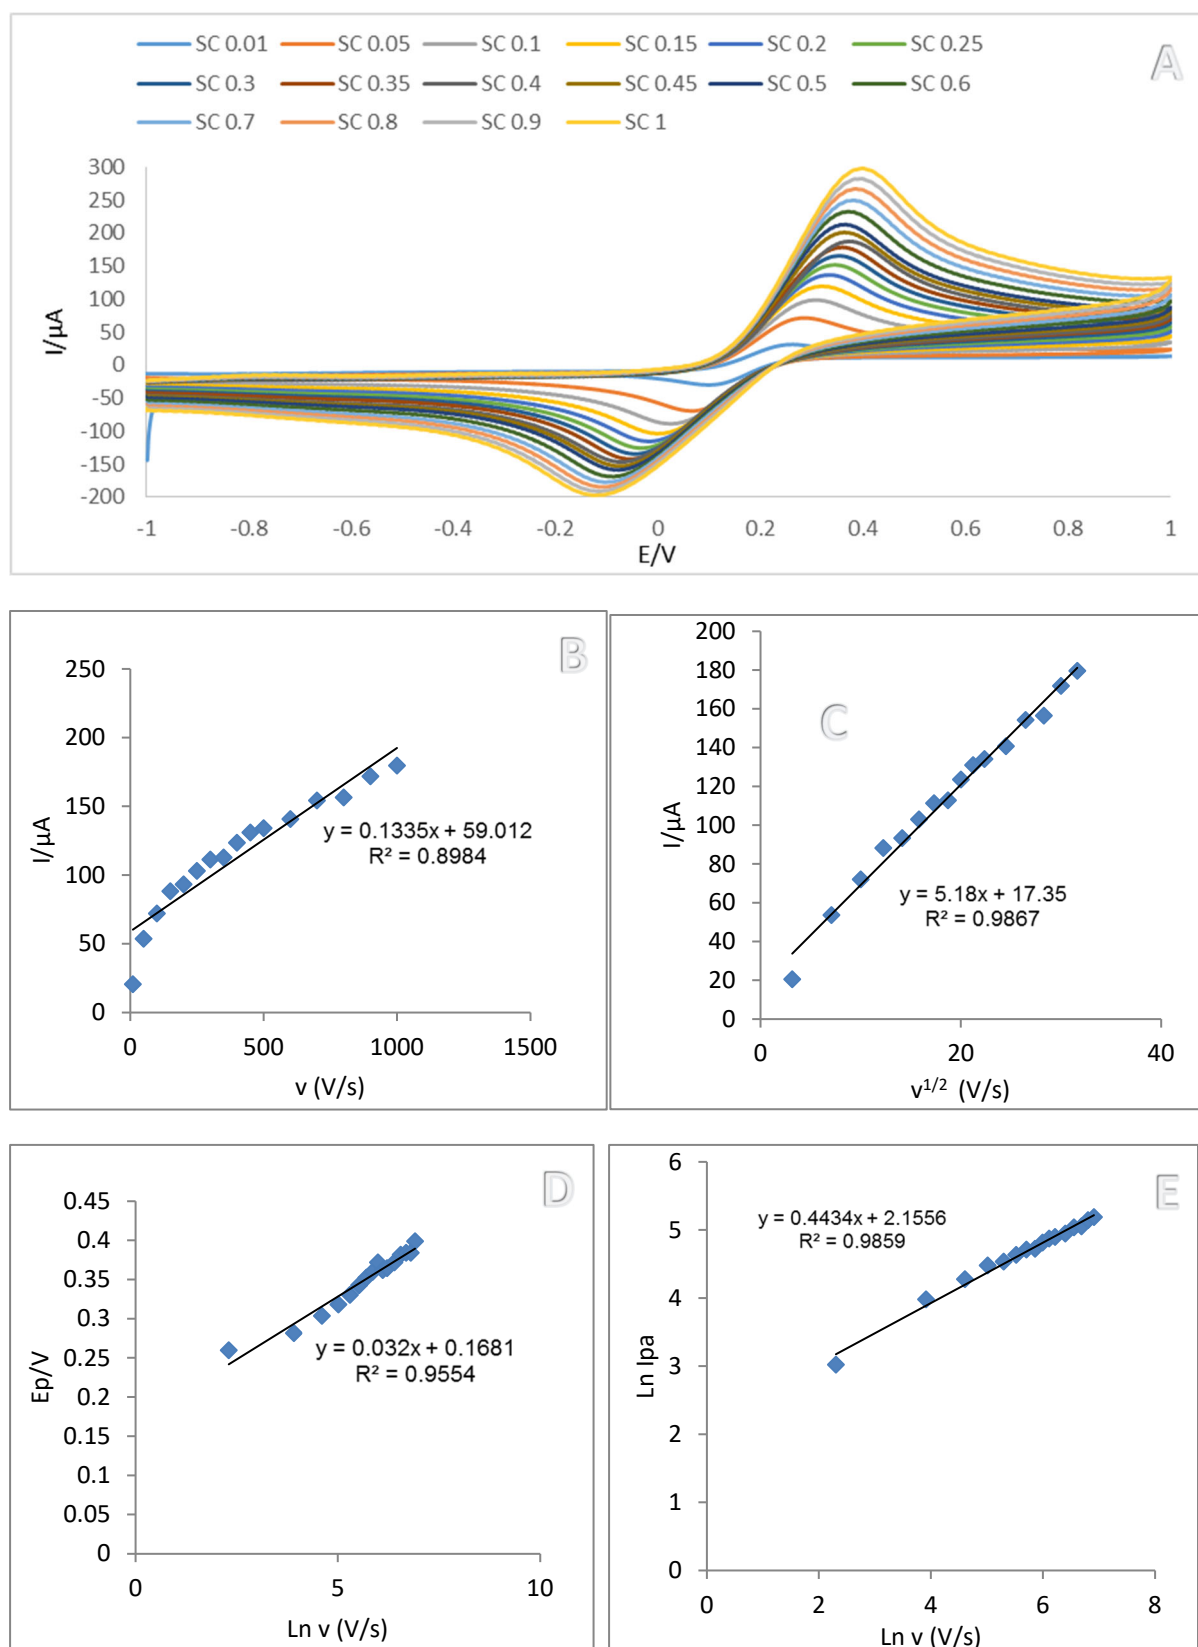 SC 0.01 SC 0.05 SC 0.1 SC 0.15 SC 0.2 SC 0.25
SC 0.3 SC 0.35 SC 0.4 SC 0.45 SC 0.5 SC 0.6
SC 0.7 SC 0.8 SC 0.9 SC 1
A
300
250
200
150
100
50
0
-50
-100
-150
-200
I/µA
-1 -0.8 -0.6 -0.4 -0.2 0 0.2 0.4 0.6 0.8 1
E/V
B
250
200
150
100
50
0
I/µA
y = 0.1335x + 59.012
R² = 0.8984
0 500 1000 1500
v (V/s)
C
200
180
160
140
120
100
80
60
40
20
0
I/µA
y = 5.18x + 17.35
R² = 0.9867
0 20 40
v1/2 (V/s)
D
0.45
0.4
0.35
0.3
0.25
0.2
0.15
0.1
0.05
0
Ep/V
y = 0.032x + 0.1681
R² = 0.9554
0 5 10
Ln v (V/s)
E
6
5
4
3
2
1
0
Ln Ipa
y = 0.4434x + 2.1556
R² = 0.9859
0 2 4 6 8
Ln v (V/s)